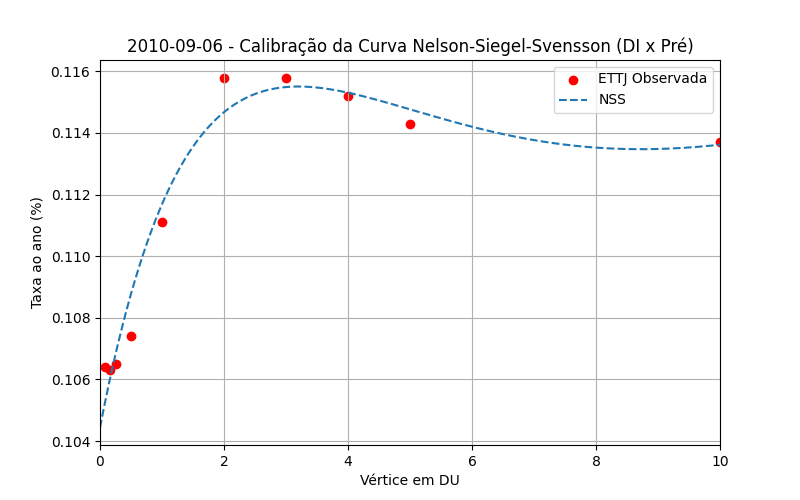 2010-09-06 - Calibração da Curva Nelson-Siegel-Svensson (DI x Pré)
ETTJ Observada
NSS
Taxa ao ano (%)
0.116
0.114
0.112
0.110
0.108
0.106
0.104
0 2 4 6 8 10
Vértice em DU